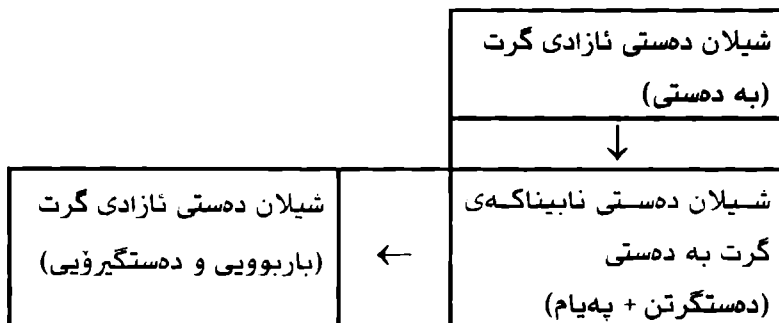 شیلان دەستی ئازادی گرت
(بە دەستی)
↓
شیلان دەستی نابیناکەی
گرت بە دەستی
(دەستگرتن + پەیام)
←
شیلان دەستی ئازادی گرت
(باربوویی و دەستگیرۆیی)